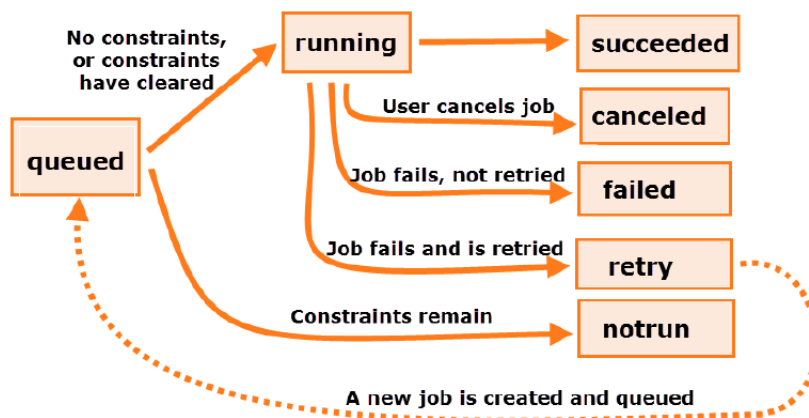 No constraints,
or constraints
have cleared
running
succeeded
User cancels job
canceled
queued
Job fails, not retried
failed
Job fails and is retried
retry
Constraints remain
notrun
A new job is created and queued